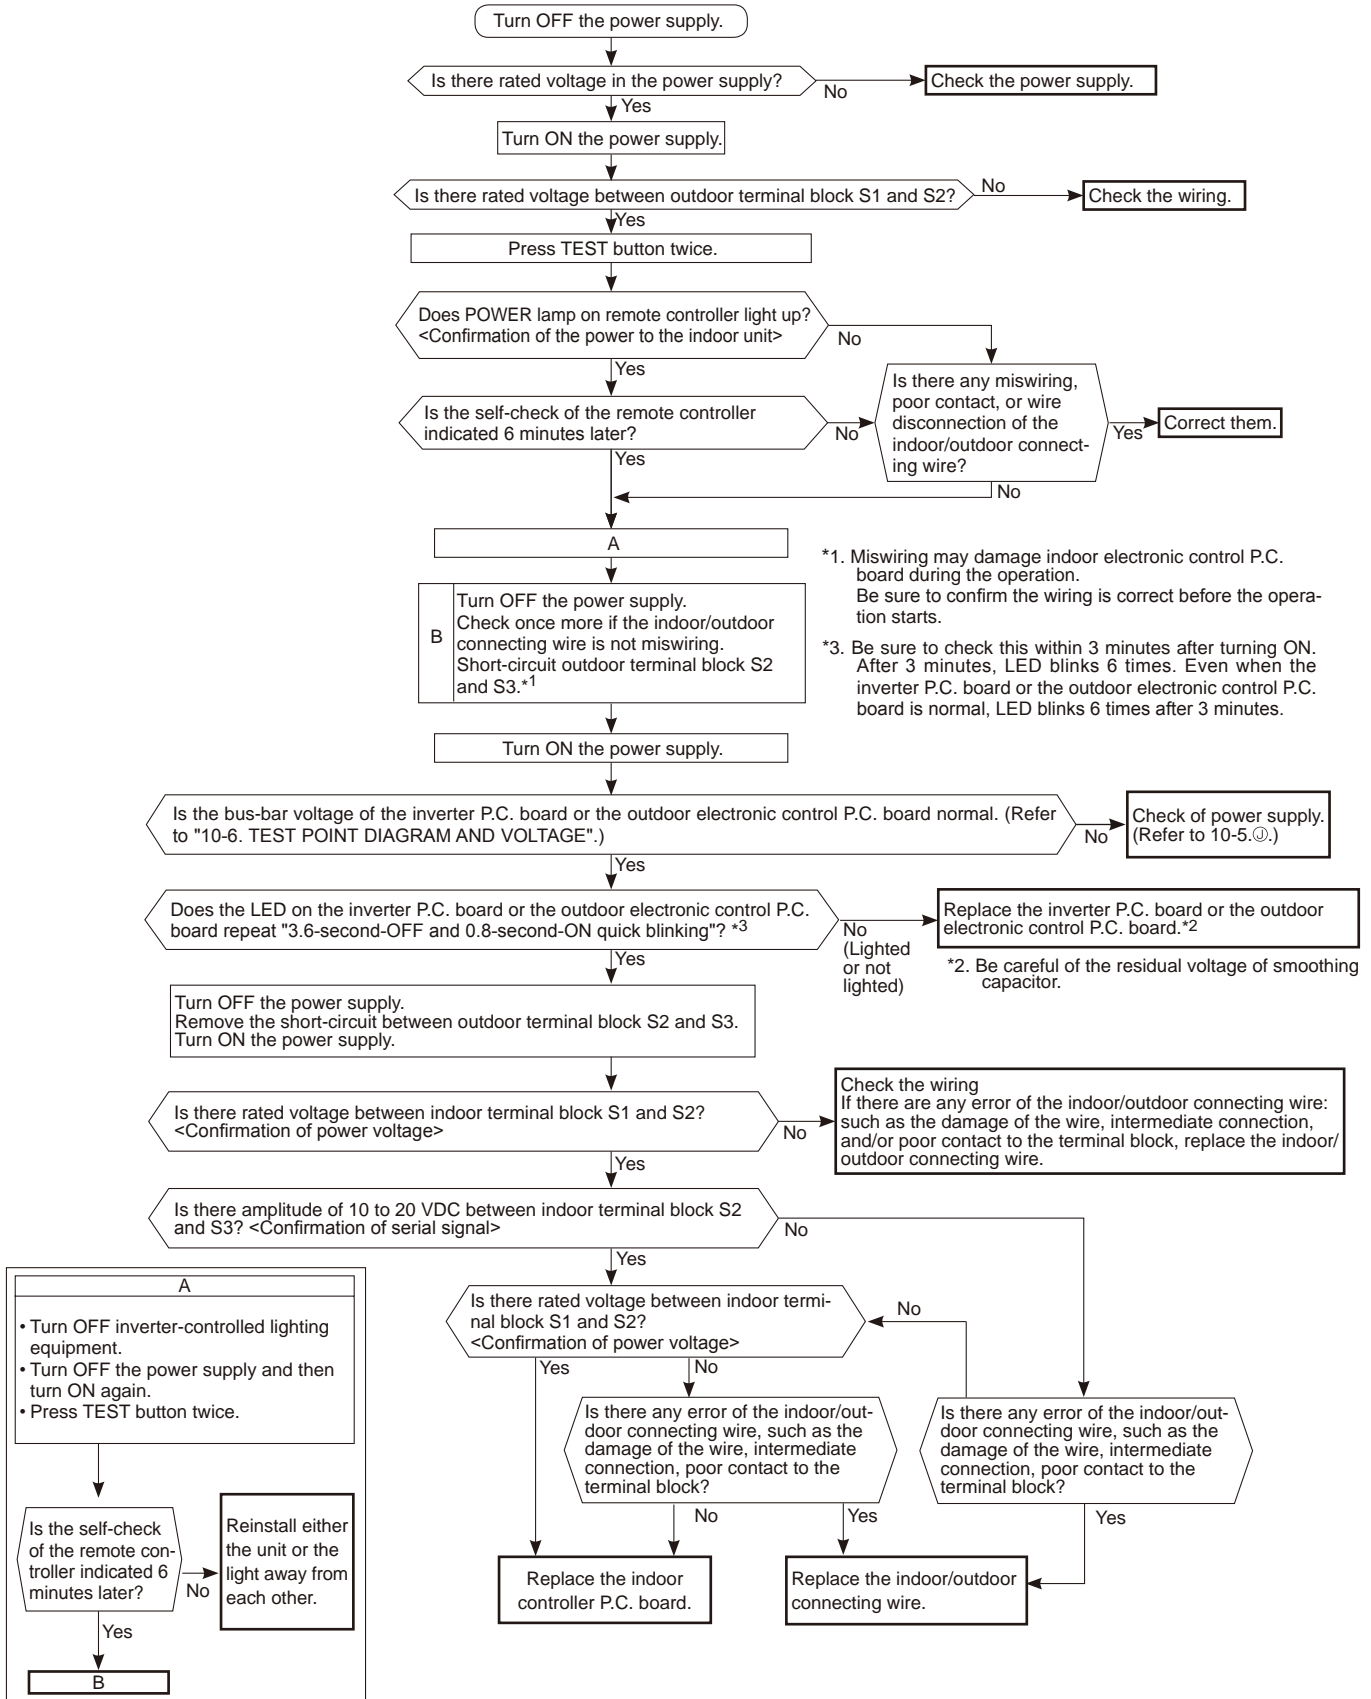 Turn OFF the power supply.
Is there rated voltage in the power supply?
No
Check the power supply.
Yes
Turn ON the power supply.
Is there rated voltage between outdoor terminal block S1 and S2?
No
Check the wiring.
Yes
Press TEST button twice.
Does POWER lamp on remote controller light up?
<Confirmation of the power to the indoor unit>
No
Yes
Is there any miswiring,
poor contact, or wire
disconnection of the
indoor/outdoor connect-
ing wire?
Is the self-check of the remote controller
indicated 6 minutes later?
No
Yes
Correct them.
Yes
No
A
*1. Miswiring may damage indoor electronic control P.C.
board during the operation.
Be sure to confirm the wiring is correct before the opera-
tion starts.
B
Turn OFF the power supply.
Check once more if the indoor/outdoor
connecting wire is not miswiring.
Short-circuit outdoor terminal block S2
and S3.*1
*3. Be sure to check this within 3 minutes after turning ON.
After 3 minutes, LED blinks 6 times. Even when the
inverter P.C. board or the outdoor electronic control P.C.
board is normal, LED blinks 6 times after 3 minutes.
Turn ON the power supply.
Is the bus-bar voltage of the inverter P.C. board or the outdoor electronic control P.C. board normal. (Refer
to "10-6. TEST POINT DIAGRAM AND VOLTAGE".)
No
Check of power supply.
(Refer to 10-5.Ⓙ.)
Yes
Does the LED on the inverter P.C. board or the outdoor electronic control P.C.
board repeat "3.6-second-OFF and 0.8-second-ON quick blinking"? *3
No
(Lighted
or not
lighted)
Replace the inverter P.C. board or the outdoor
electronic control P.C. board.*2
*2. Be careful of the residual voltage of smoothing
capacitor.
Yes
Turn OFF the power supply.
Remove the short-circuit between outdoor terminal block S2 and S3.
Turn ON the power supply.
Is there rated voltage between indoor terminal block S1 and S2?
<Confirmation of power voltage>
No
Check the wiring
If there are any error of the indoor/outdoor connecting wire:
such as the damage of the wire, intermediate connection,
and/or poor contact to the terminal block, replace the indoor/
outdoor connecting wire.
Yes
Is there amplitude of 10 to 20 VDC between indoor terminal block S2
and S3? <Confirmation of serial signal>
No
Yes
Is there rated voltage between indoor termi-
nal block S1 and S2?
<Confirmation of power voltage>
No
Yes
No
Is there any error of the indoor/out-
door connecting wire, such as the
damage of the wire, intermediate
connection, poor contact to the
terminal block?
Is there any error of the indoor/out-
door connecting wire, such as the
damage of the wire, intermediate
connection, poor contact to the
terminal block?
No
Yes
Yes
Replace the indoor
controller P.C. board.
Replace the indoor/outdoor
connecting wire.
A
• Turn OFF inverter-controlled lighting
equipment.
• Turn OFF the power supply and then
turn ON again.
• Press TEST button twice.
Is the self-check
of the remote con-
troller indicated 6
minutes later?
No
Reinstall either
the unit or the
light away from
each other.
Yes
B